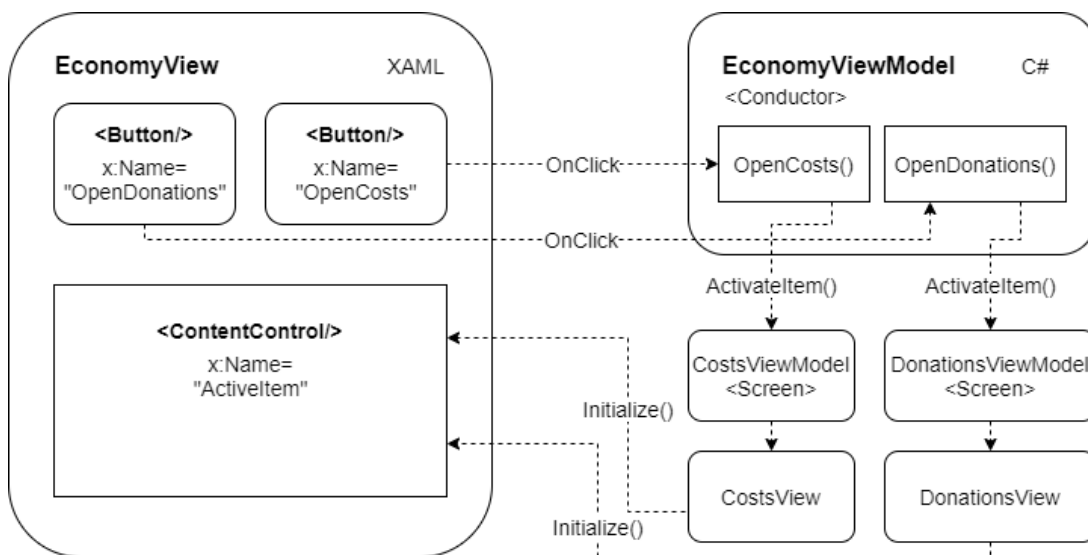 EconomyView XAML
<Button/>
x:Name=
"OpenDonations"
<Button/>
x:Name=
"OpenCosts"
<ContentControl/>
x:Name=
"ActiveItem"
OnClick
OnClick
EconomyViewModel C#
<Conductor>
OpenCosts()
OpenDonations()
ActivateItem()
ActivateItem()
CostsViewModel
<Screen>
DonationsViewModel
<Screen>
Initialize()
CostsView
DonationsView
Initialize()